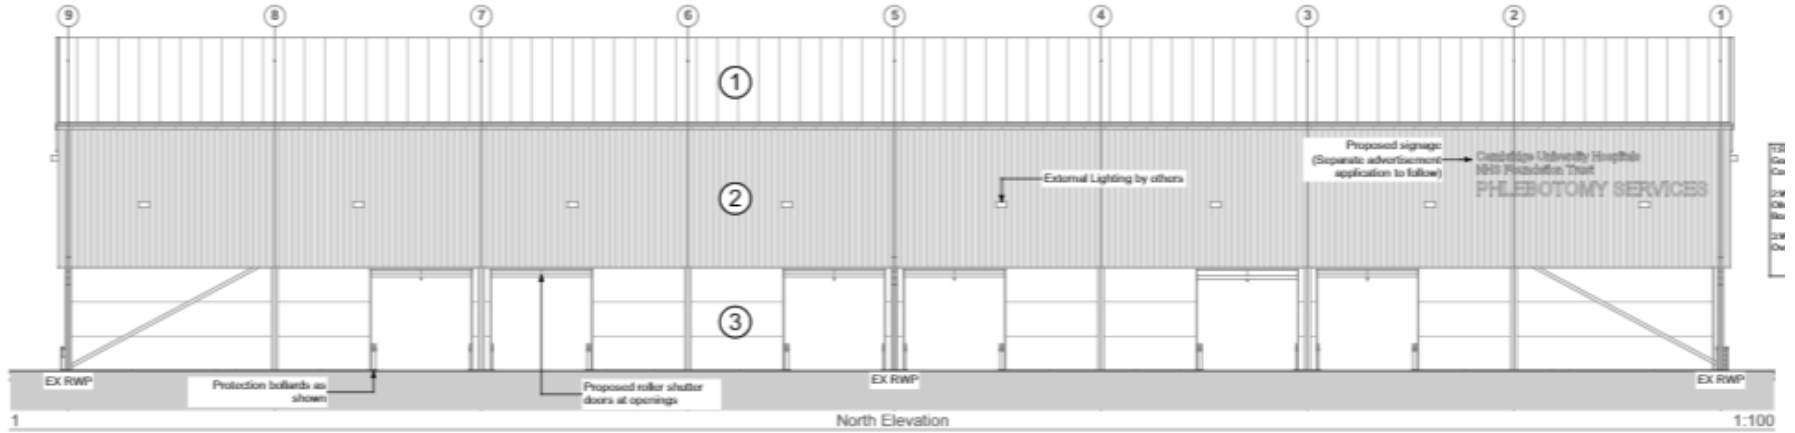 9 8 7 6 5 4 3 2 1
1
Proposed signage
(Separate advertisement
application to follow)
Cambridge University Hospitals
NHS Foundation Trust
PHLEBOTOMY SERVICES
External Lighting by others
2
3
EX RWP EX RWP EX RWP
Protection bollards as
shown
Proposed roller shutter
doors at openings
1 North Elevation 1:100